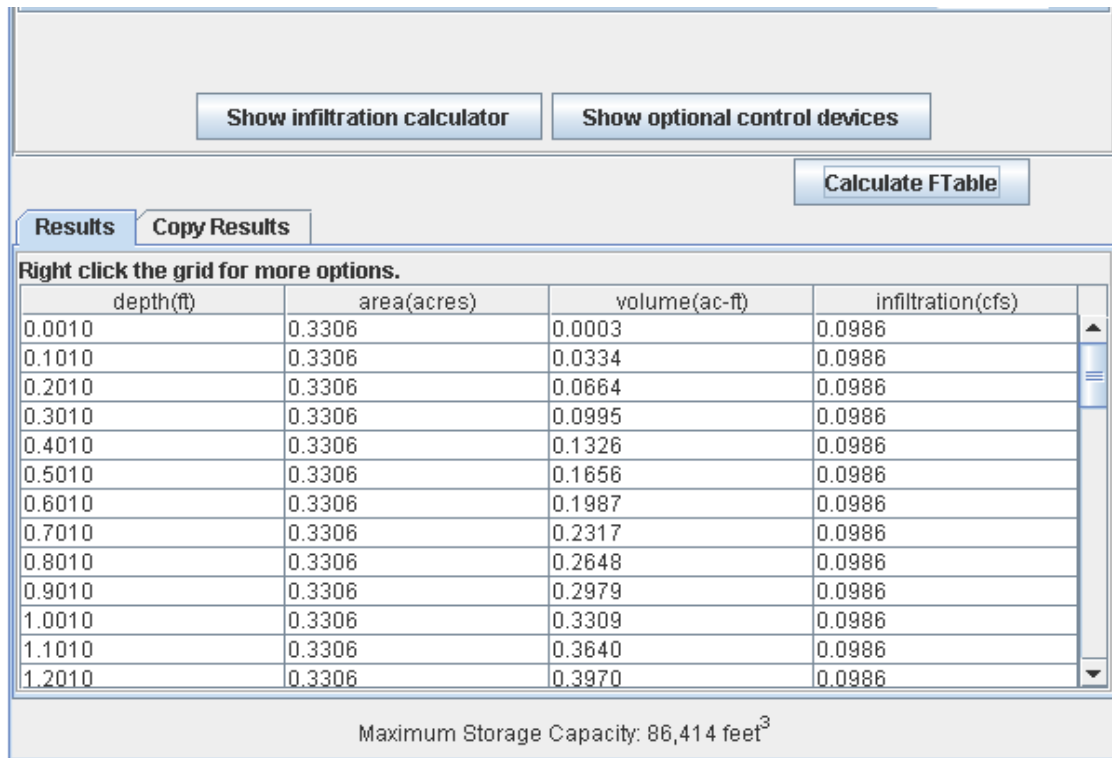 Show infiltration calculator Show optional control devices
Calculate FTable
Results Copy Results
Right click the grid for more options.
depth(ft) area(acres) volume(ac-ft) infiltration(cfs)
0.0010 0.3306 0.0003 0.0986
0.1010 0.3306 0.0334 0.0986
0.2010 0.3306 0.0664 0.0986
0.3010 0.3306 0.0995 0.0986
0.4010 0.3306 0.1326 0.0986
0.5010 0.3306 0.1656 0.0986
0.6010 0.3306 0.1987 0.0986
0.7010 0.3306 0.2317 0.0986
0.8010 0.3306 0.2648 0.0986
0.9010 0.3306 0.2979 0.0986
1.0010 0.3306 0.3309 0.0986
1.1010 0.3306 0.3640 0.0986
1.2010 0.3306 0.3970 0.0986
Maximum Storage Capacity: 86,414 feet³